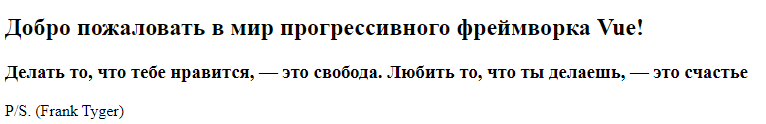 Добро пожаловать в мир прогрессивного фреймворка Vue!
Делать то, что тебе нравится, — это свобода. Любить то, что ты делаешь, — это счастье
P/S. (Frank Tyger)